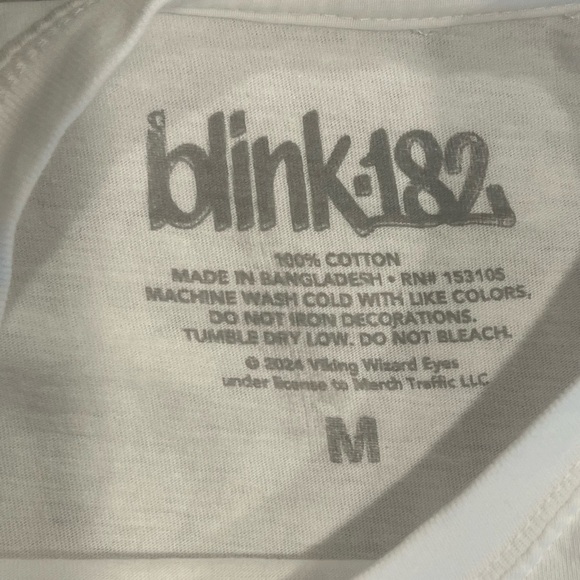 blink-182
100% COTTON
MADE IN BANGLADESH • RN# 153105
MACHINE WASH COLD WITH LIKE COLORS,
DO NOT IRON DECORATIONS.
TUMBLE DRY LOW. DO NOT BLEACH.
© 2024 Viking Wizard Eyes
under license to Merch Traffic LLC
M